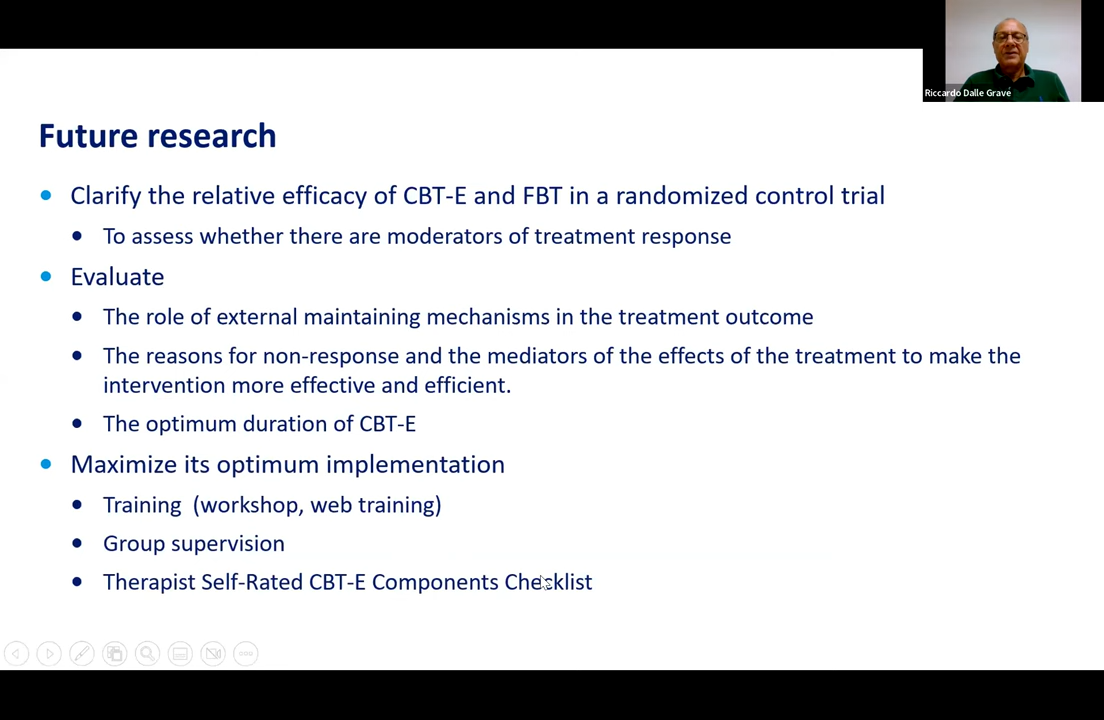 Riccardo Dalle Grave
Future research
Clarify the relative efficacy of CBT-E and FBT in a randomized control trial
To assess whether there are moderators of treatment response
Evaluate
The role of external maintaining mechanisms in the treatment outcome
The reasons for non-response and the mediators of the effects of the treatment to make the
intervention more effective and efficient.
The optimum duration of CBT-E
Maximize its optimum implementation
Training (workshop, web training)
Group supervision
Therapist Self-Rated CBT-E Components Checklist